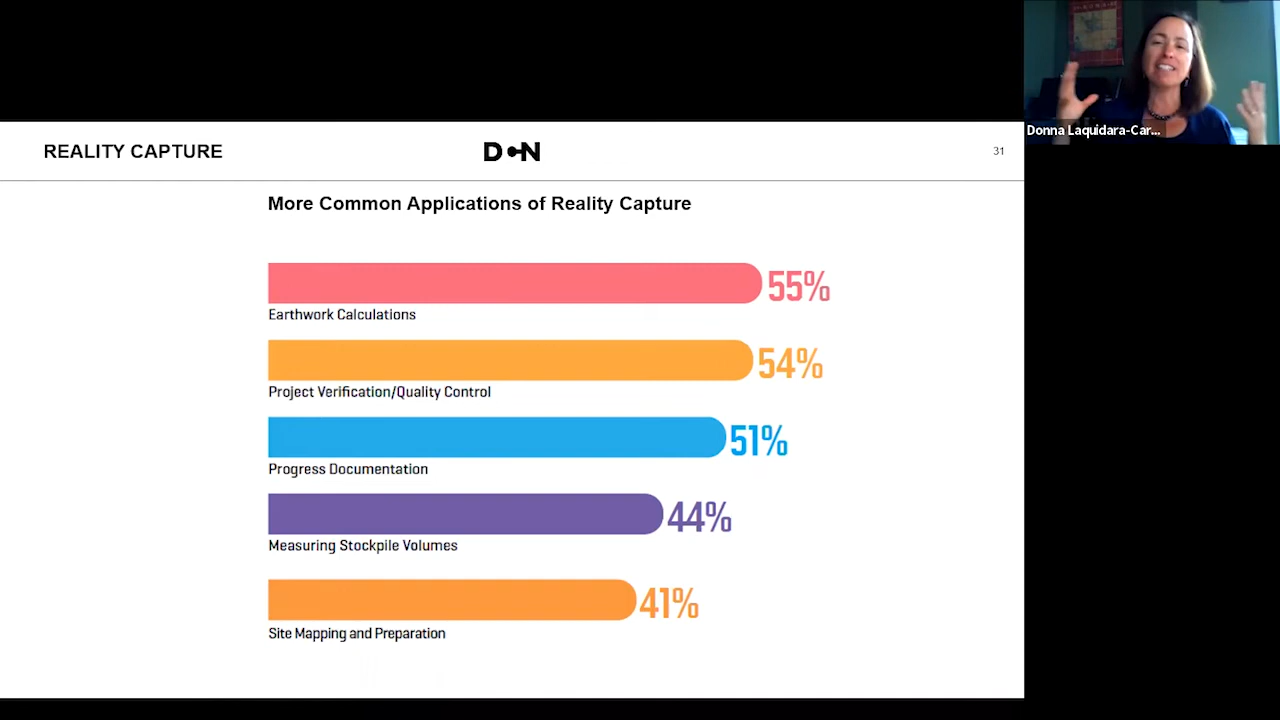 REALITY CAPTURE
D N
31
More Common Applications of Reality Capture
55%
Earthwork Calculations
54%
Project Verification/Quality Control
51%
Progress Documentation
44%
Measuring Stockpile Volumes
41%
Site Mapping and Preparation
Donna Laquidara-Car...